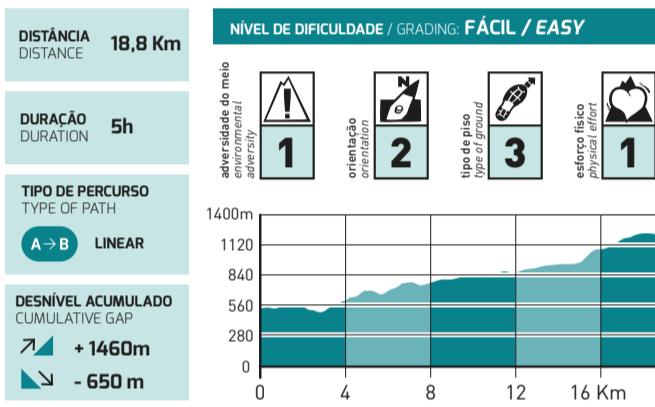 DISTÂNCIA
DISTANCE
18,8 Km
DURAÇÃO
DURATION
5h
TIPO DE PERCURSO
TYPE OF PATH
A→B LINEAR
DESNÍVEL ACUMULADO
CUMULATIVE GAP
+ 1460m
- 650 m
NÍVEL DE DIFICULDADE / GRADING: FÁCIL / EASY
adversidade do meio
environmental
adversity
!
1
orientação
orientation
N
2
tipo de piso
type of ground
3
esforço físico
physical effort
1
1400m
1120
840
560
280
0
0 4 8 12 16 Km